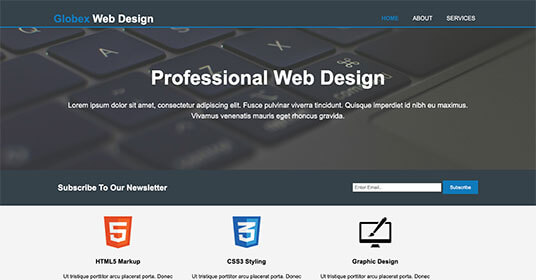 Globex Web Design
HOME ABOUT SERVICES
Professional Web Design
Lorem ipsum dolor sit amet, consectetur adipiscing elit. Fusce pulvinar viverra tincidunt. Quisque imperdiet id nibh eu maximus.
Vivamus venenatis mauris eget rhoncus gravida.
Subscribe To Our Newsletter
Enter Email..
Subscribe
5
3
HTML5 Markup
CSS3 Styling
Graphic Design
Ut tristique porttitor arcu placerat porta. Donec
Ut tristique porttitor arcu placerat porta. Donec
Ut tristique porttitor arcu placerat porta. Donec